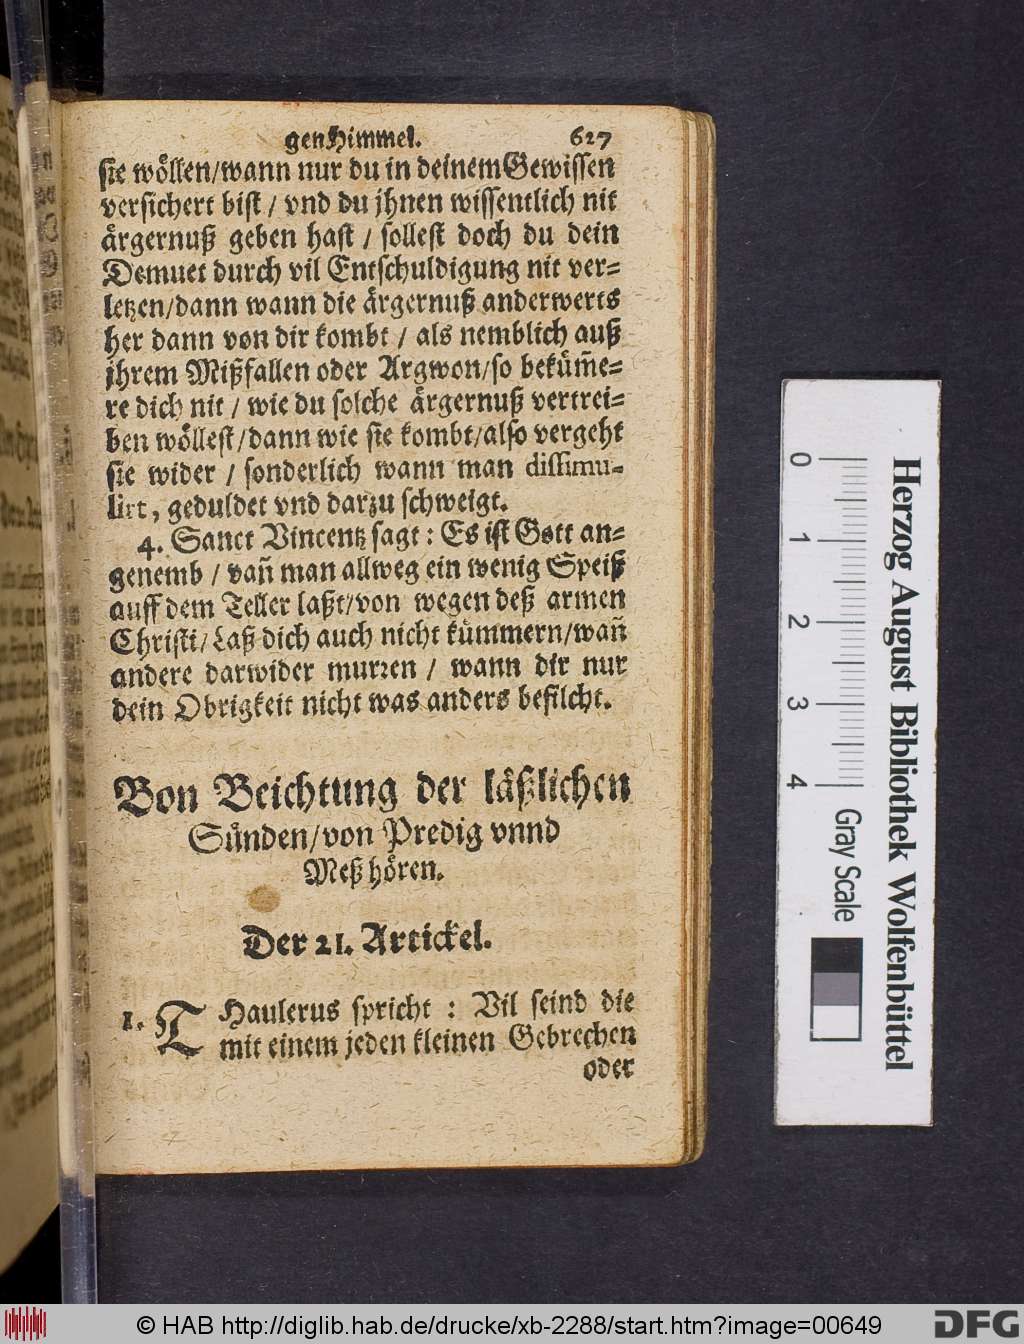 gen Himmel. 627
sie wöllen/wann nur du in deinem Gewissen
versichert bist / vnd du jhnen wissentlich nit
ärgernuß geben hast / sollest doch du dein
Demuet durch vil Entschuldigung nit ver-
letzen/dann wann die ärgernuß anderwerts
her dann von dir kombt / als nemblich auß
jhrem Mißfallen oder Argwon/so bekům̃e-
re dich nit / wie du solche ärgernuß vertrei-
ben wöllest/dann wie sie kombt/also vergeht
sie wider / sonderlich wann man dissimu-
lirt, geduldet vnd darzu schweigt.
4. Sanct Vincentz sagt: Es ist Gott an-
genemb / van̄ man allweg ein wenig Speiß
auff dem Teller laßt/von wegen deß armen
Christi/ Laß dich auch nicht kümmern/wan̄
andere darwider murren / wann dir nur
dein Obrigkeit nicht was anders befilcht.
Von Beichtung der läßlichen
Sünden/von Predig vnnd
Meß hören.
Der 21. Artickel.
1. THaulerus spricht: Vil seind die
mit einem jeden kleinen Gebrechen
oder
0 1 2 3 4
Gray Scale
Herzog August Bibliothek Wolfenbüttel
© HAB http://diglib.hab.de/drucke/xb-2288/start.htm?image=00649
DFG